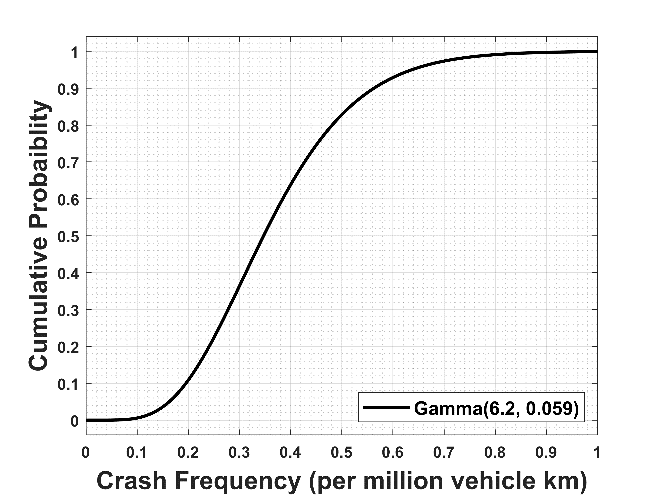 1
0.9
0.8
0.7
0.6
0.5
0.4
0.3
0.2
0.1
0
Cumulative Probaiblity
Gamma(6.2, 0.059)
0 0.1 0.2 0.3 0.4 0.5 0.6 0.7 0.8 0.9 1
Crash Frequency (per million vehicle km)